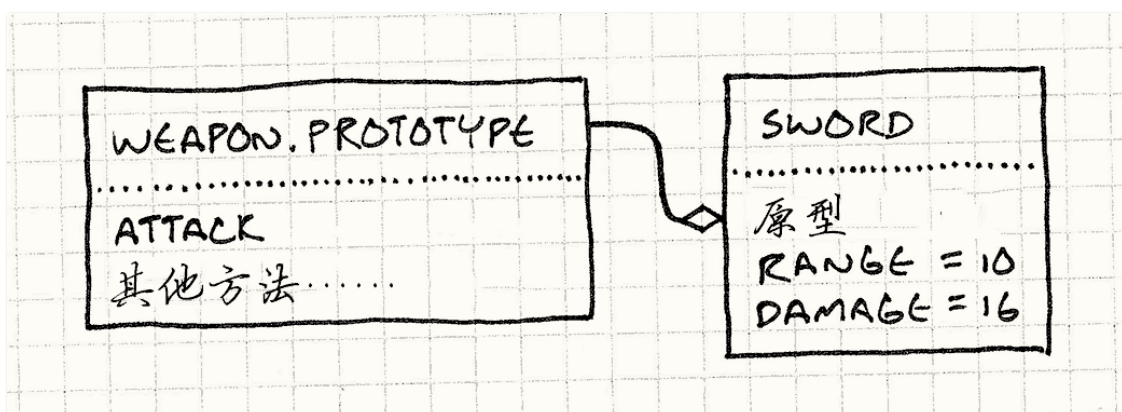 WEAPON.PROTOTYPE
ATTACK
其他方法……
SWORD
原型
RANGE = 10
DAMAGE = 16